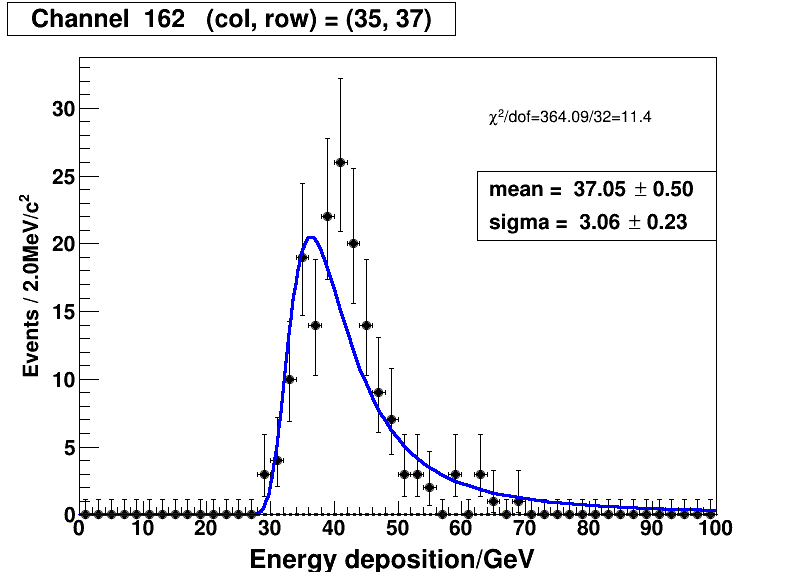 Channel 162 (col, row) = (35, 37)
χ²/dof=364.09/32=11.4
mean = 37.05 ± 0.50
sigma = 3.06 ± 0.23
Events / 2.0MeV/c²
30
25
20
15
10
5
0
0 10 20 30 40 50 60 70 80 90 100
Energy deposition/GeV